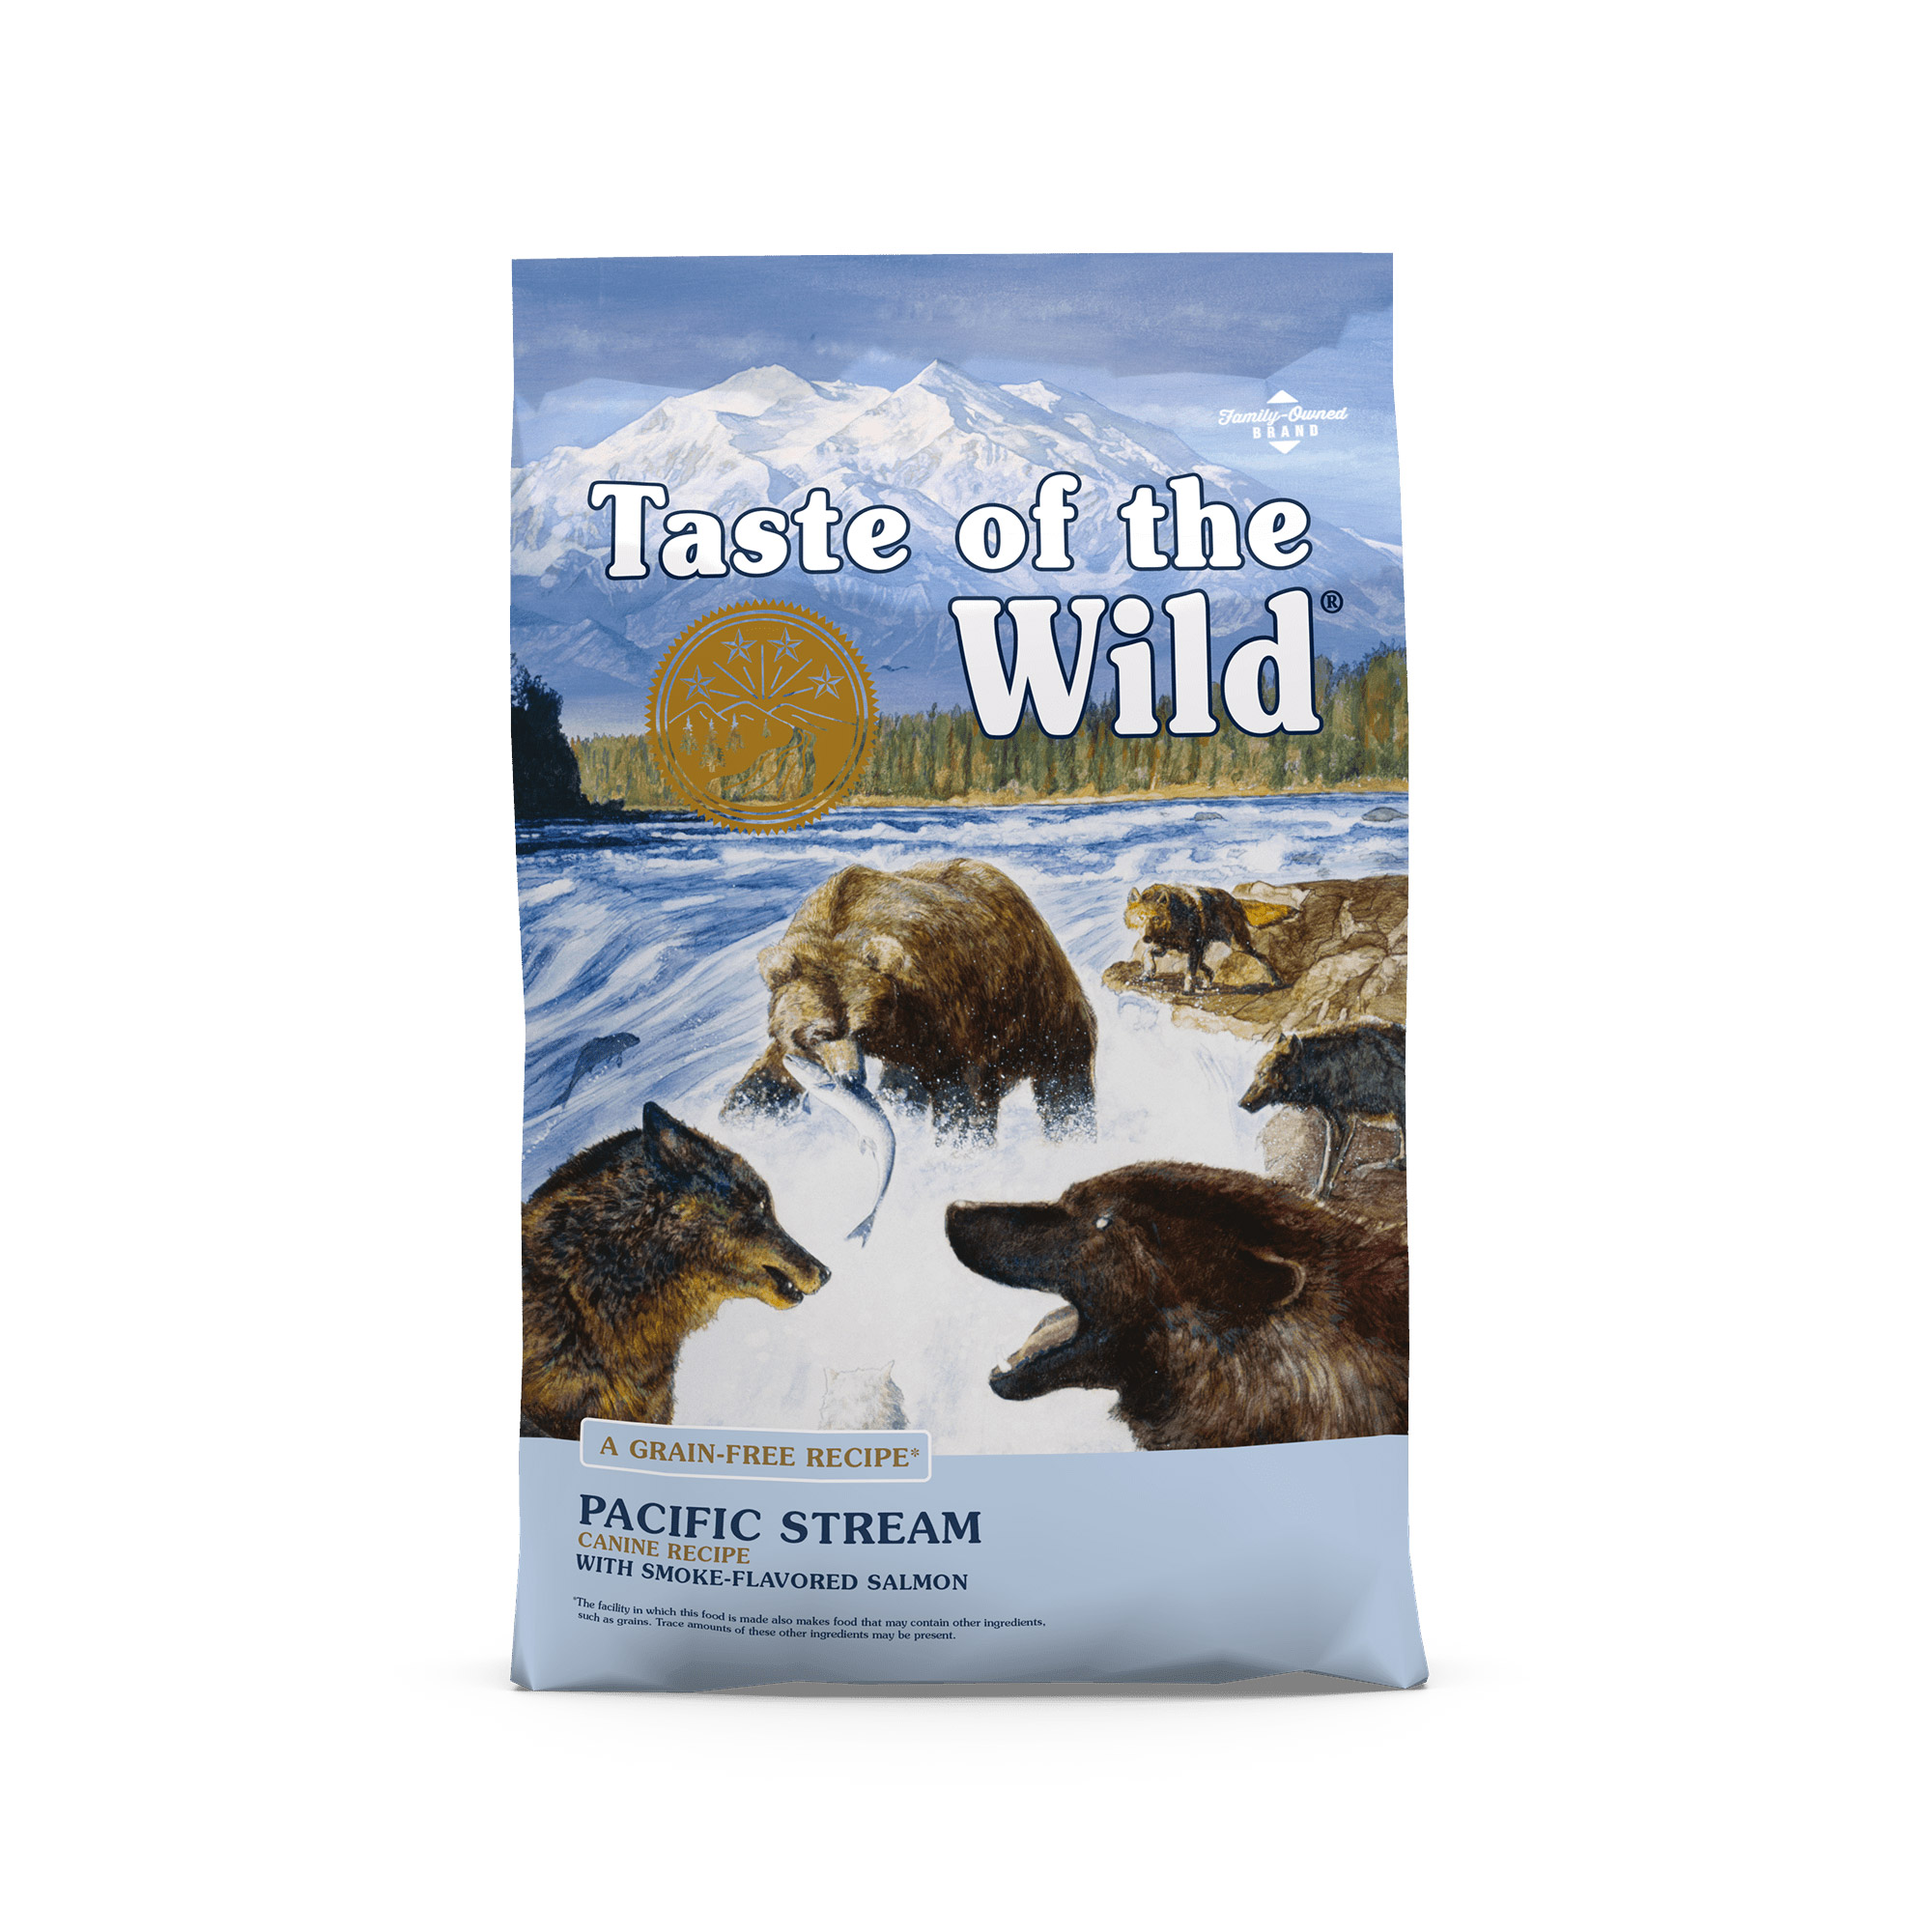 Family-Owned
BRAND
Taste of the
Wild®
A GRAIN-FREE RECIPE*
PACIFIC STREAM
CANINE RECIPE
WITH SMOKE-FLAVORED SALMON
*The facility in which this food is made also makes food that may contain other ingredients,
such as grains. Trace amounts of these other ingredients may be present.